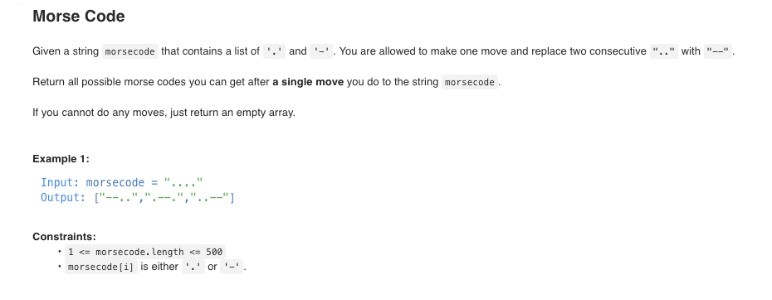 Morse Code
Given a string morsecode that contains a list of '.' and '-'. You are allowed to make one move and replace two consecutive ".." with "--".
Return all possible morse codes you can get after a single move you do to the string morsecode.
If you cannot do any moves, just return an empty array.
Example 1:
Input: morsecode = "...."
Output: ["--..",".--.","..--"]
Constraints:
• 1 <= morsecode.length <= 500
• morsecode[i] is either '.' or '-'.